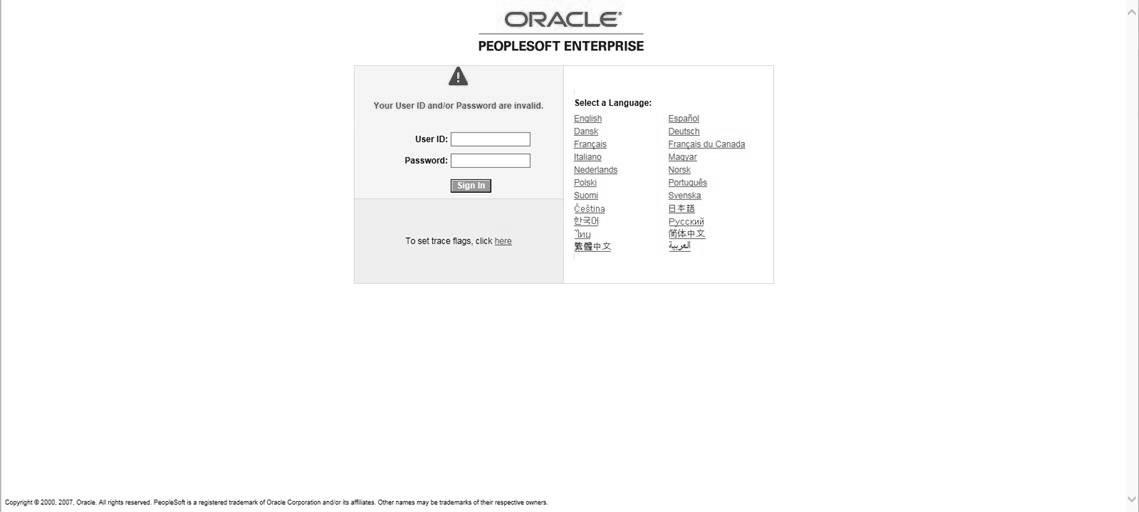 ORACLE®
PEOPLESOFT ENTERPRISE
Your User ID and/or Password are invalid.
User ID:
Password:
Sign In
To set trace flags, click here
Select a Language:
English Español
Dansk Deutsch
Français Français du Canada
Italiano Magyar
Nederlands Norsk
Polski Português
Suomi Svenska
Čeština 日本語
한국어 Русский
ไทย 简体中文
繁體中文 العربية
Copyright © 2000, 2007, Oracle. All rights reserved. PeopleSoft is a registered trademark of Oracle Corporation and/or its affiliates. Other names may be trademarks of their respective owners.